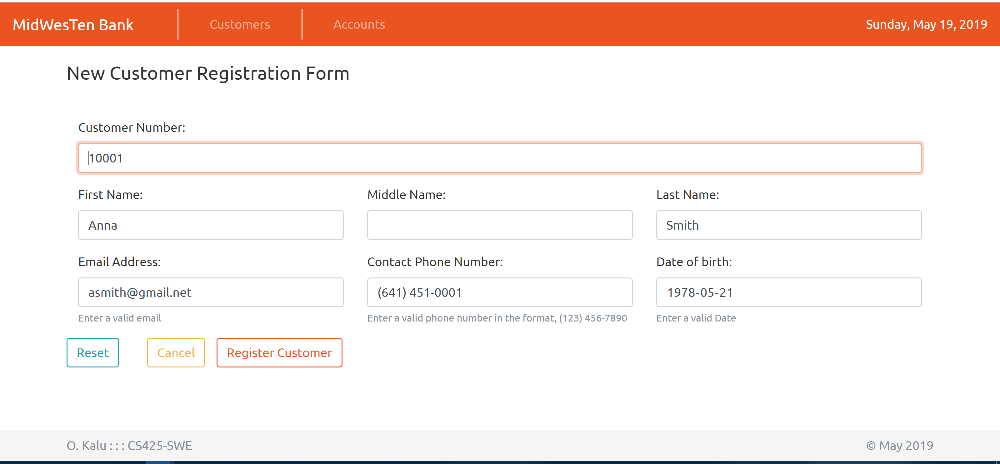 MidWesTen Bank Customers Accounts Sunday, May 19, 2019
New Customer Registration Form
Customer Number:
10001
First Name: Middle Name: Last Name:
Anna Smith
Email Address: Contact Phone Number: Date of birth:
asmith@gmail.net (641) 451-0001 1978-05-21
Enter a valid email Enter a valid phone number in the format, (123) 456-7890 Enter a valid Date
Reset Cancel Register Customer
O. Kalu : : : CS425-SWE © May 2019